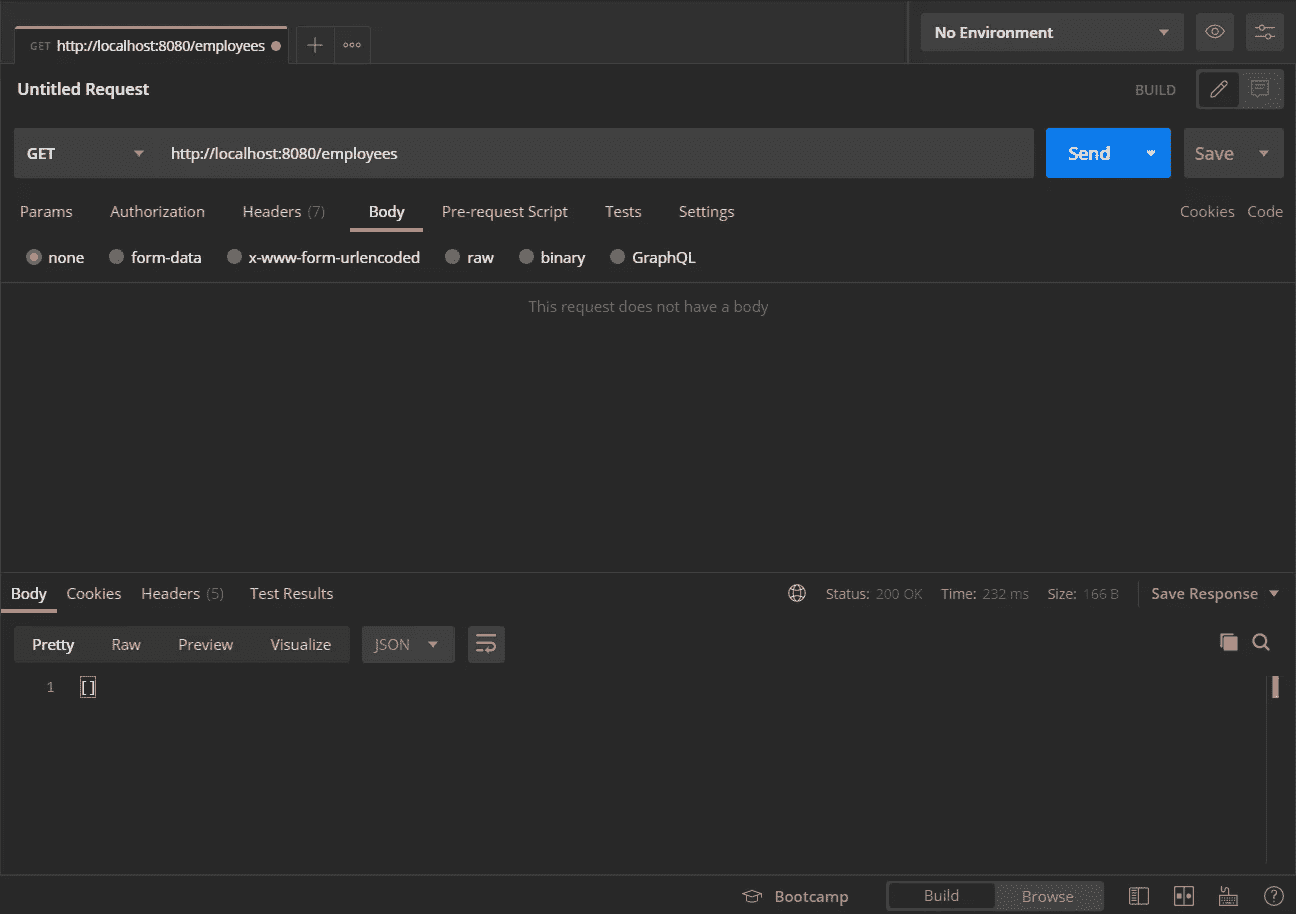 GET http://localhost:8080/employees
No Environment
Untitled Request
BUILD
GET http://localhost:8080/employees Send Save
Params Authorization Headers (7) Body Pre-request Script Tests Settings Cookies Code
none form-data x-www-form-urlencoded raw binary GraphQL
This request does not have a body
Body Cookies Headers (5) Test Results Status: 200 OK Time: 232 ms Size: 166 B Save Response
Pretty Raw Preview Visualize JSON
1 []
Bootcamp Build Browse